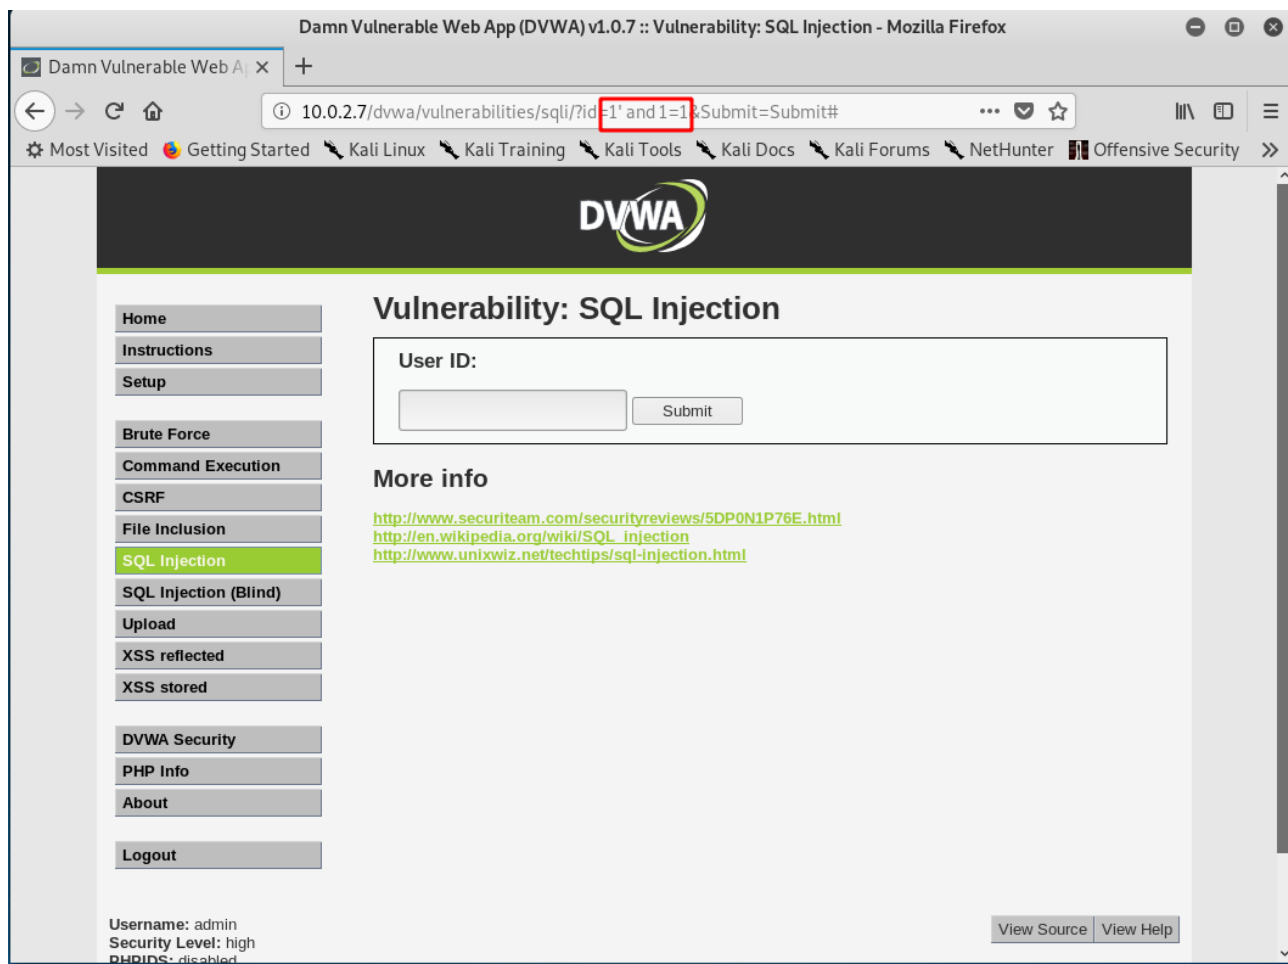 Damn Vulnerable Web App (DVWA) v1.0.7 :: Vulnerability: SQL Injection - Mozilla Firefox
Damn Vulnerable Web Ap
10.0.2.7/dvwa/vulnerabilities/sqli/?id=1' and 1=1&Submit=Submit#
Most Visited Getting Started Kali Linux Kali Training Kali Tools Kali Docs Kali Forums NetHunter Offensive Security
DVWA
Home
Instructions
Setup
Brute Force
Command Execution
CSRF
File Inclusion
SQL Injection
SQL Injection (Blind)
Upload
XSS reflected
XSS stored
DVWA Security
PHP Info
About
Logout
Vulnerability: SQL Injection
User ID:
Submit
More info
http://www.securiteam.com/securityreviews/5DP0N1P76E.html
http://en.wikipedia.org/wiki/SQL_injection
http://www.unixwiz.net/techtips/sql-injection.html
Username: admin
Security Level: high
PHPIDS: disabled
View Source View Help